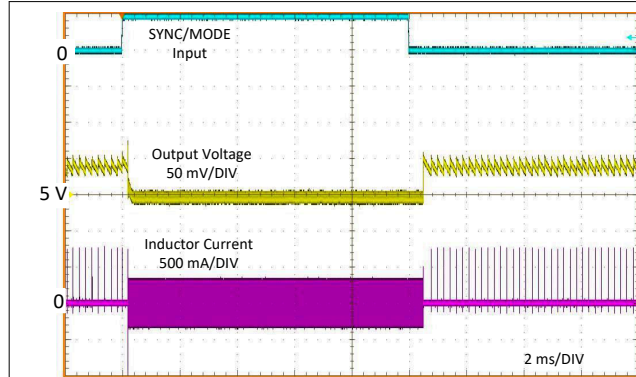 0
SYNC/MODE
Input
Output Voltage
50 mV/DIV
5 V
Inductor Current
500 mA/DIV
0
2 ms/DIV